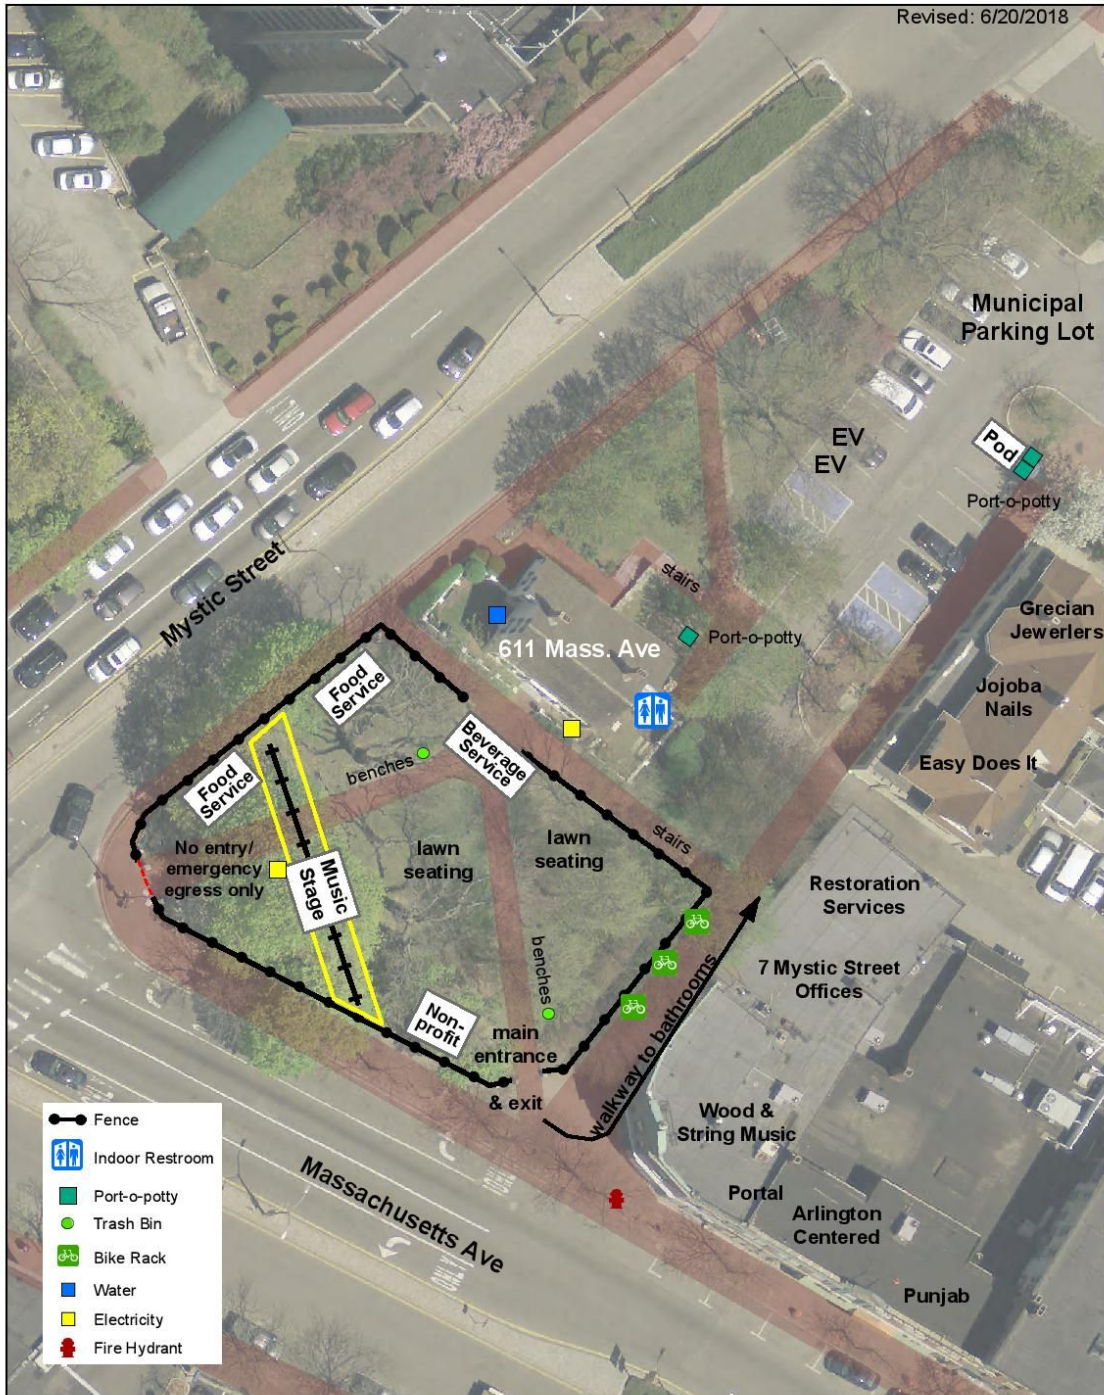 Revised: 6/20/2018
Municipal
Parking Lot
EV
EV
Pod
Port-o-potty
Mystic Street
stairs
Grecian
Jewerlers
611 Mass. Ave
Port-o-potty
Jojoba
Nails
Food
Service
Beverage
Service
Easy Does It
benches
Food
Service
No entry/
emergency
egress only
Music
Stage
lawn
seating
lawn
seating
stairs
Restoration
Services
7 Mystic Street
Offices
benches
Non-
profit
main
entrance
& exit
walkway to bathrooms
Wood &
String Music
Portal
Arlington
Centered
Punjab
Massachusetts Ave
Fence
Indoor Restroom
Port-o-potty
Trash Bin
Bike Rack
Water
Electricity
Fire Hydrant